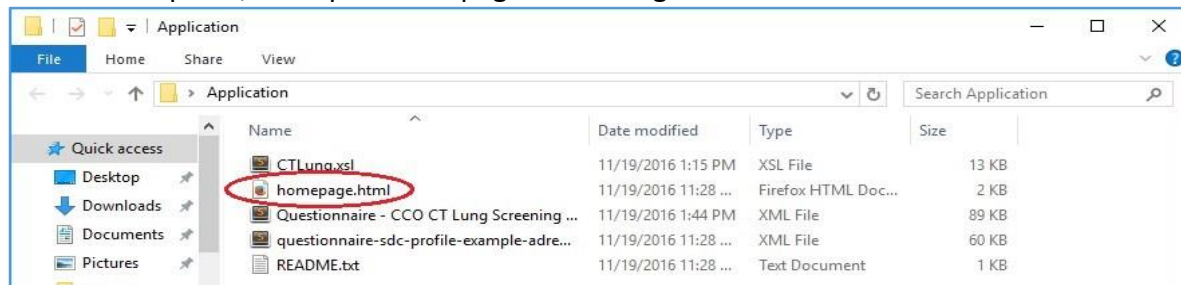 Application
File Home Share View
Application Search Application
Name Date modified Type Size
Quick access
CTLung.xsl 11/19/2016 1:15 PM XSL File 13 KB
Desktop homepage.html 11/19/2016 11:28 ... Firefox HTML Doc... 2 KB
Downloads Questionnaire - CCO CT Lung Screening ... 11/19/2016 1:44 PM XML File 89 KB
Documents questionnaire-sdc-profile-example-adre... 11/19/2016 11:28 ... XML File 60 KB
Pictures README.txt 11/19/2016 11:28 ... Text Document 1 KB